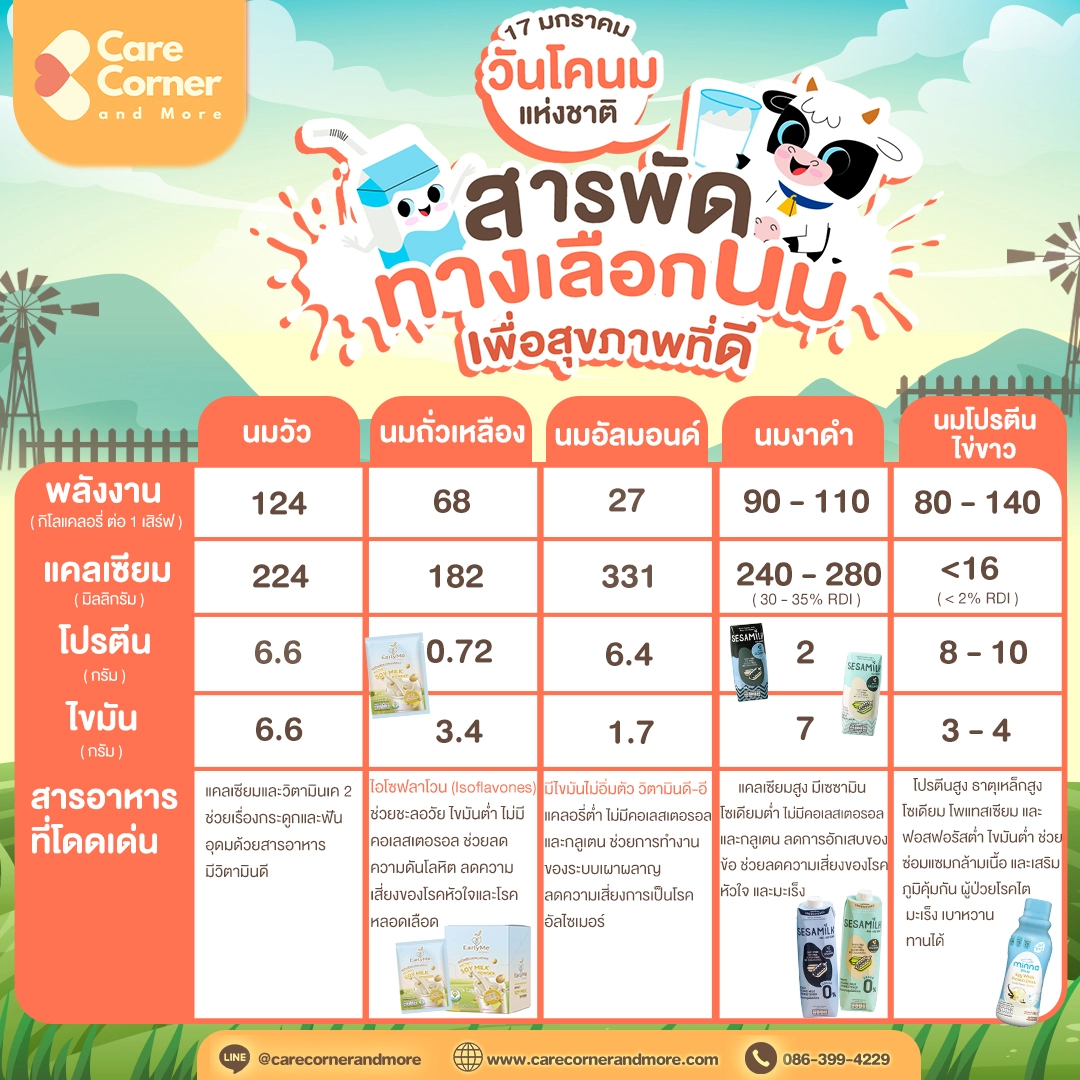 Care
Corner
and More
17 มกราคม
วันโคนม
แห่งชาติ
สารพัด
ทางเลือกนม
เพื่อสุขภาพที่ดี
นมวัว
นมถั่วเหลือง
นมอัลมอนด์
นมงาดำ
นมโปรตีน
ไข่ขาว
พลังงาน
( กิโลแคลอรี่ ต่อ 1 เสิร์ฟ )
124
68
27
90 - 110
80 - 140
แคลเซียม
( มิลลิกรัม )
224
182
331
240 - 280
( 30 - 35% RDI )
<16
( < 2% RDI )
โปรตีน
( กรัม )
6.6
0.72
6.4
2
8 - 10
ไขมัน
( กรัม )
6.6
3.4
1.7
7
3 - 4
สารอาหาร
ที่โดดเด่น
แคลเซียมและวิตามินเค 2
ช่วยเรื่องกระดูกและฟัน
อุดมด้วยสารอาหาร
มีวิตามินดี
ไอโซฟลาโวน (Isoflavones)
ช่วยชะลอวัย ไขมันต่ำ ไม่มี
คอเลสเตอรอล ช่วยลด
ความดันโลหิต ลดความ
เสี่ยงของโรคหัวใจและโรค
หลอดเลือด
มีไขมันไม่อิ่มตัว วิตามินดี-อี
แคลอรี่ต่ำ ไม่มีคอเลสเตอรอล
และกลูเตน ช่วยการทำงาน
ของระบบเผาผลาญ
ลดความเสี่ยงการเป็นโรค
อัลไซเมอร์
แคลเซียมสูง มีเซซามิน
โซเดียมต่ำ ไม่มีคอเลสเตอรอล
และกลูเตน ลดการอักเสบของ
ข้อ ช่วยลดความเสี่ยงของโรค
หัวใจ และมะเร็ง
โปรตีนสูง ธาตุเหล็กสูง
โซเดียม โพแทสเซียม และ
ฟอสฟอรัสต่ำ ไขมันต่ำ ช่วย
ซ่อมแซมกล้ามเนื้อ และเสริม
ภูมิคุ้มกัน ผู้ป่วยโรคไต
มะเร็ง เบาหวาน
ทานได้
EarlyMe
SOY MILK
SESAMILK
SESAMILK
EarlyMe
SOY MILK
EarlyMe
SOY MILK
SESAMILK
0%
SESAMILK
0%
minna
LINE
@carecornerandmore
www.carecornerandmore.com
086-399-4229